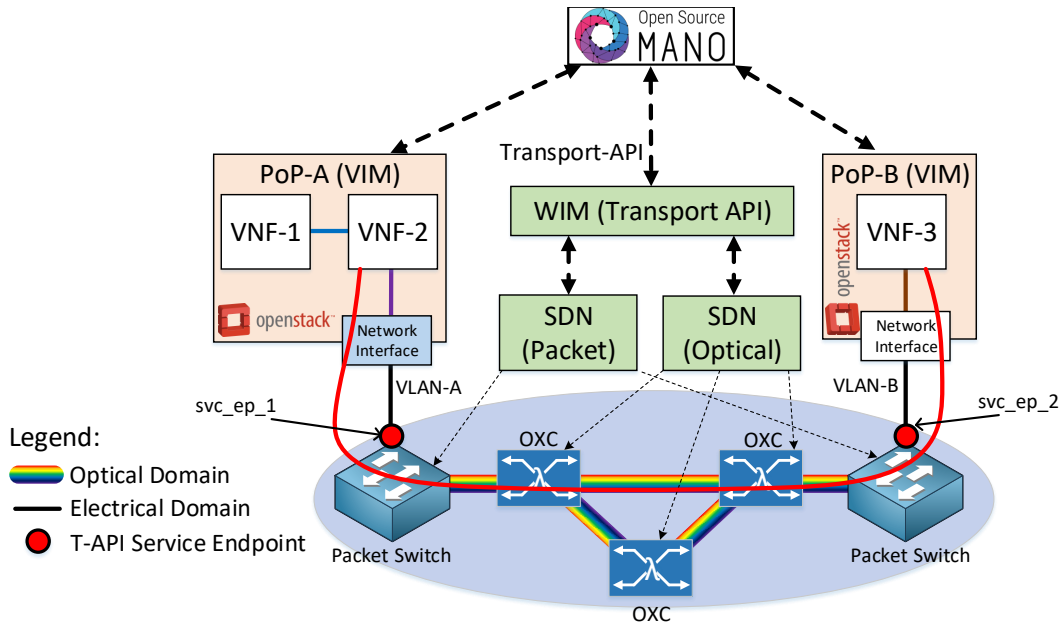 Open Source
MANO
Transport-API
PoP-A (VIM)
VNF-1
VNF-2
openstack™
Network
Interface
VLAN-A
WIM (Transport API)
SDN
(Packet)
SDN
(Optical)
PoP-B (VIM)
VNF-3
openstack™
Network
Interface
VLAN-B
svc_ep_1
svc_ep_2
OXC
λ
OXC
λ
λ
OXC
Packet Switch
Packet Switch
Legend:
Optical Domain
Electrical Domain
T-API Service Endpoint